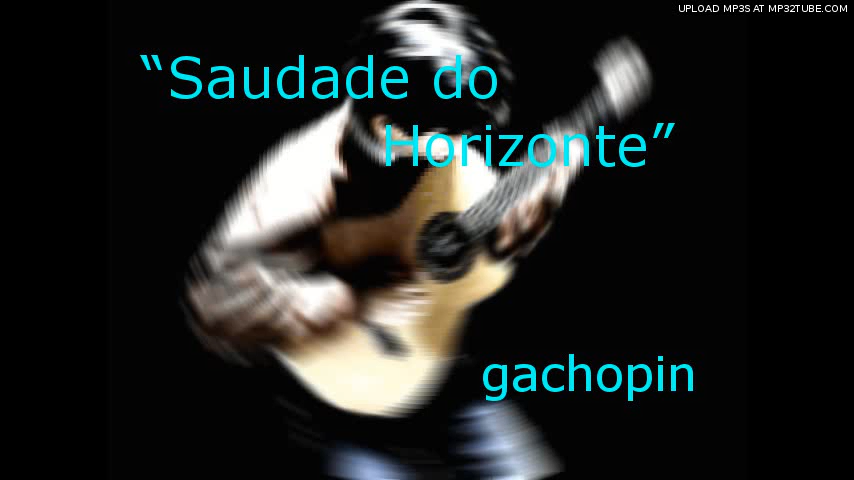 UPLOAD MP3S AT MP32TUBE.COM
“Saudade do
Horizonte”
gachopin